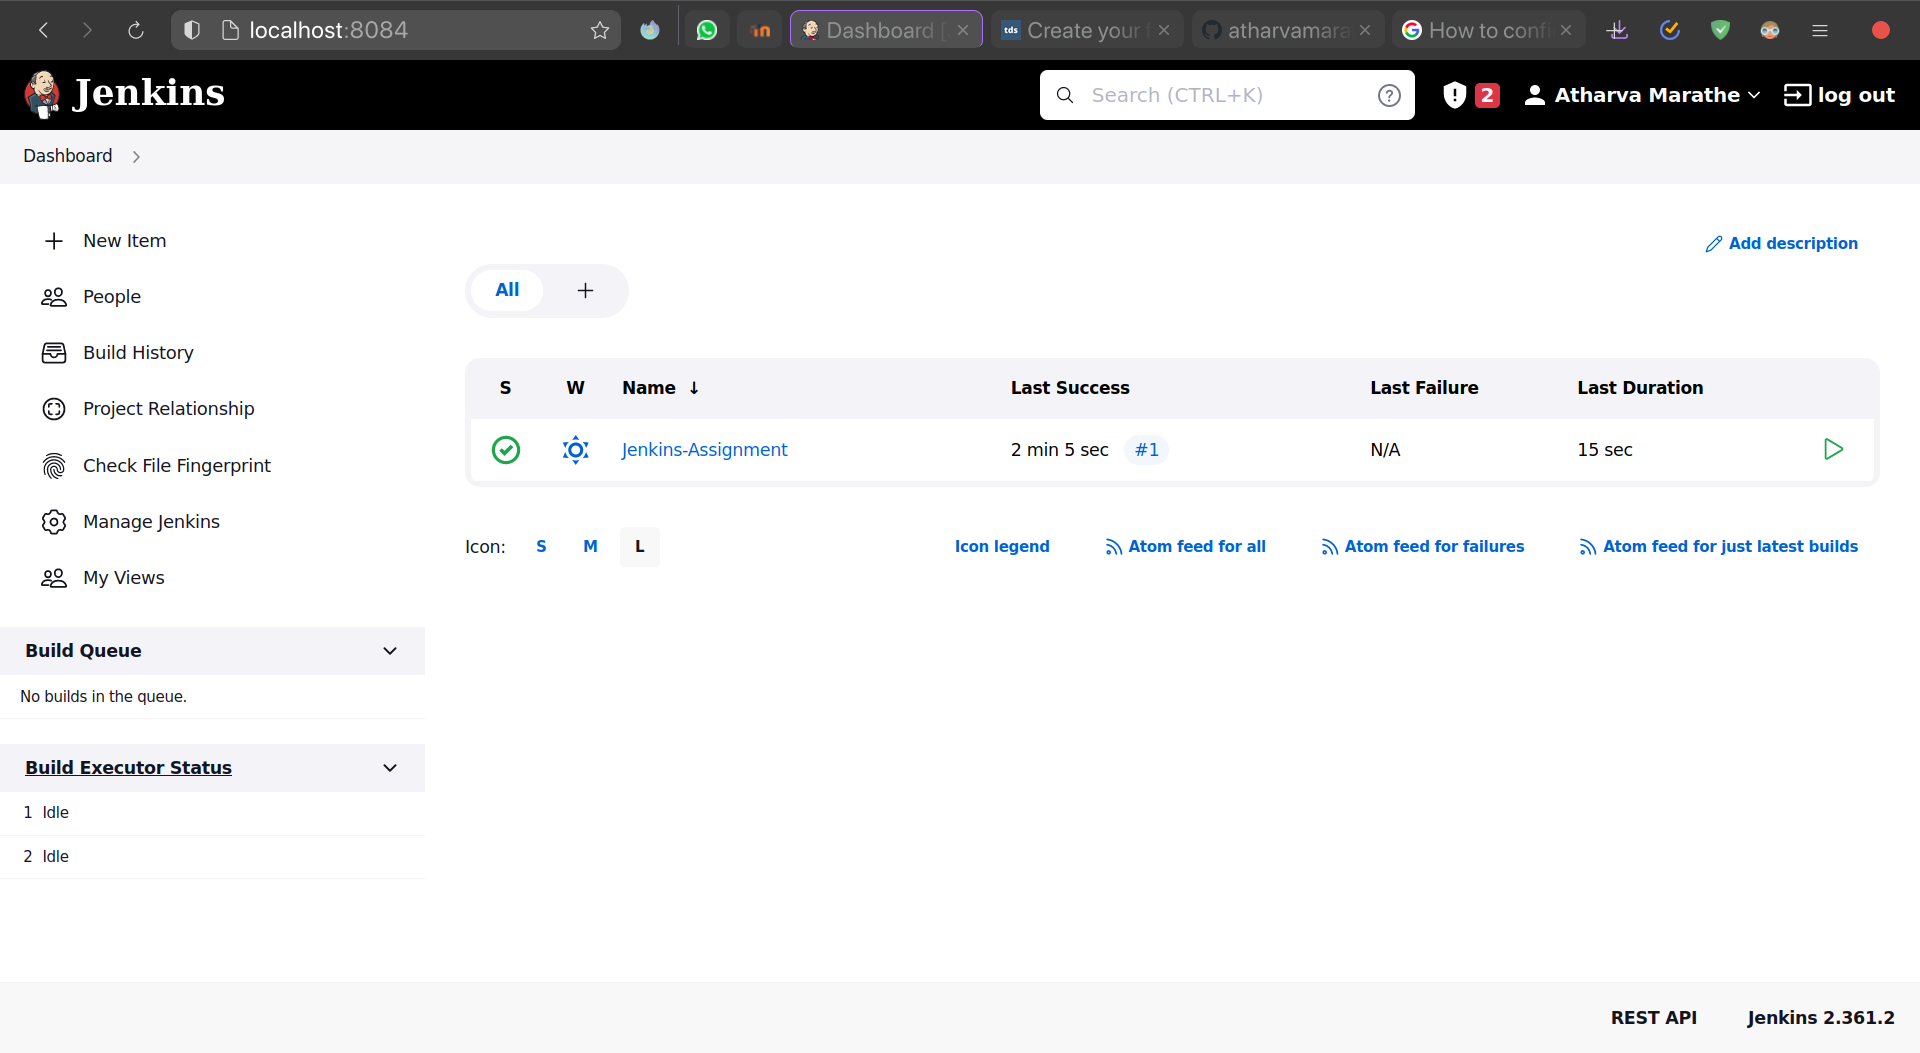 localhost:8084
Dashboard [
Create your
atharvamara
How to confi
Jenkins
Search (CTRL+K)
2
Atharva Marathe
log out
Dashboard
New Item
People
Build History
Project Relationship
Check File Fingerprint
Manage Jenkins
My Views
Build Queue
No builds in the queue.
Build Executor Status
1 Idle
2 Idle
Add description
All
S W Name ↓ Last Success Last Failure Last Duration
Jenkins-Assignment 2 min 5 sec #1 N/A 15 sec
Icon: S M L
Icon legend
Atom feed for all
Atom feed for failures
Atom feed for just latest builds
REST API
Jenkins 2.361.2